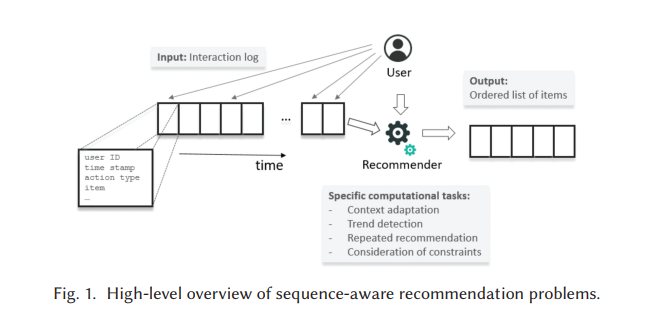 Input: Interaction log
User
Output:
Ordered list of items
...
user ID
time stamp
action type
item
…
time
Recommender
Specific computational tasks:
- Context adaptation
- Trend detection
- Repeated recommendation
- Consideration of constraints
Fig. 1. High-level overview of sequence-aware recommendation problems.